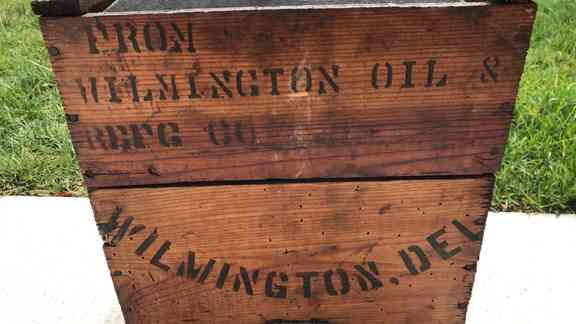 FROM
WILMINGTON OIL &
REFG CO
WILMINGTON, DEL